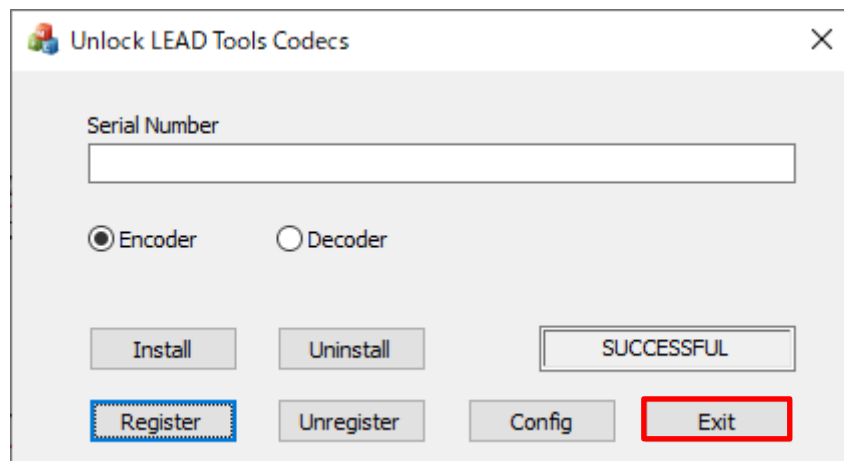 Unlock LEAD Tools Codecs
Serial Number
Encoder Decoder
Install Uninstall SUCCESSFUL
Register Unregister Config Exit